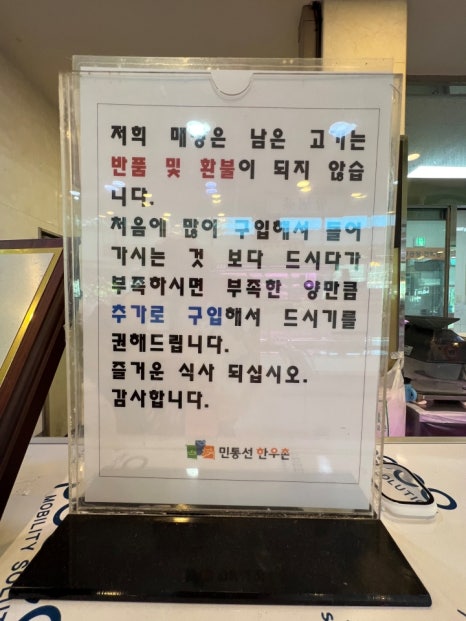 저희 매장은 남은 고기는
반품 및 환불이 되지 않습
니다.
처음에 많이 구입해서 들어
가시는 것 보다 드시다가
부족하시면 부족한 양만큼
추가로 구입해서 드시기를
권해드립니다.
즐거운 식사 되십시오.
감사합니다.
민통선 한우촌
MOBILITY SOLUTI
OLUTI